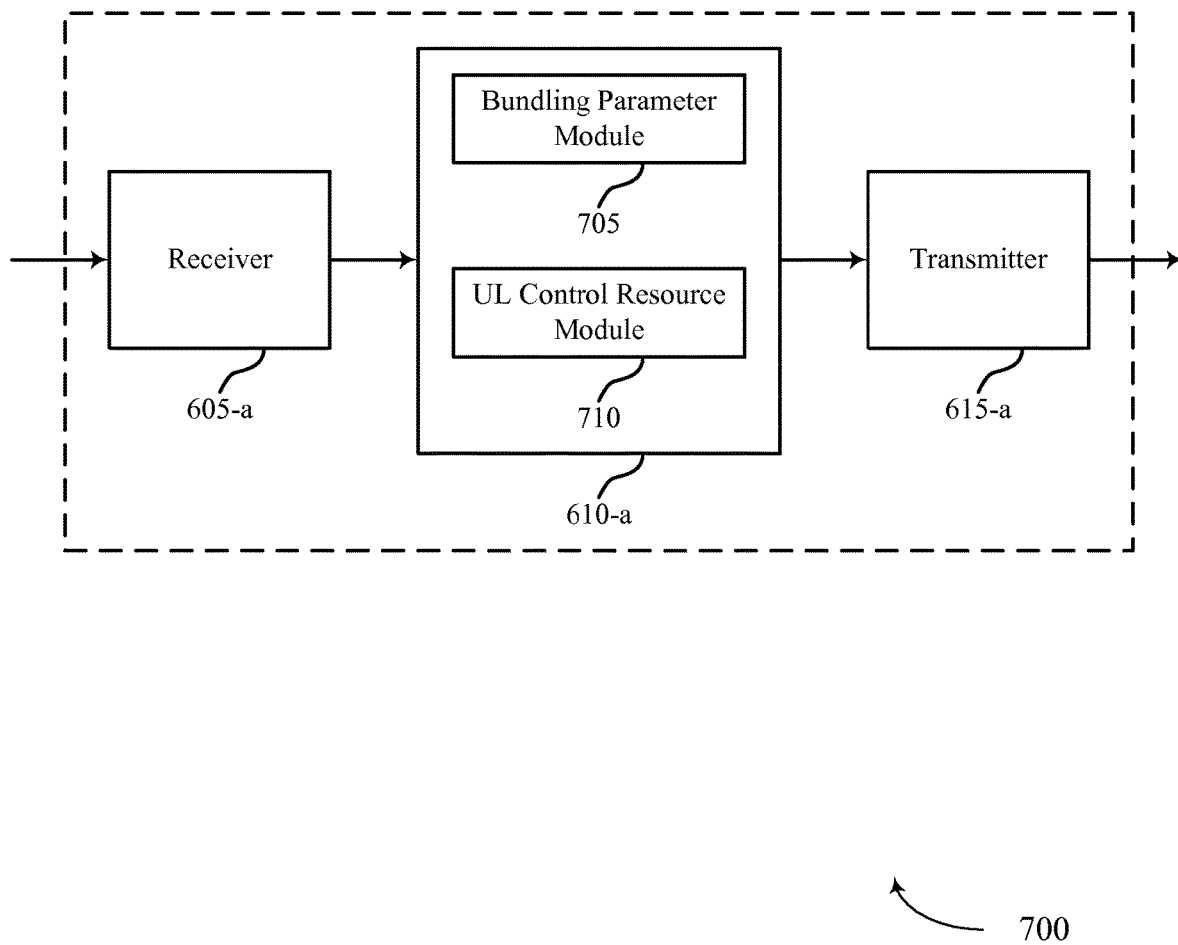 Bundling Parameter
Module
705
Receiver
UL Control Resource
Module
Transmitter
605-a
710
615-a
610-a
700